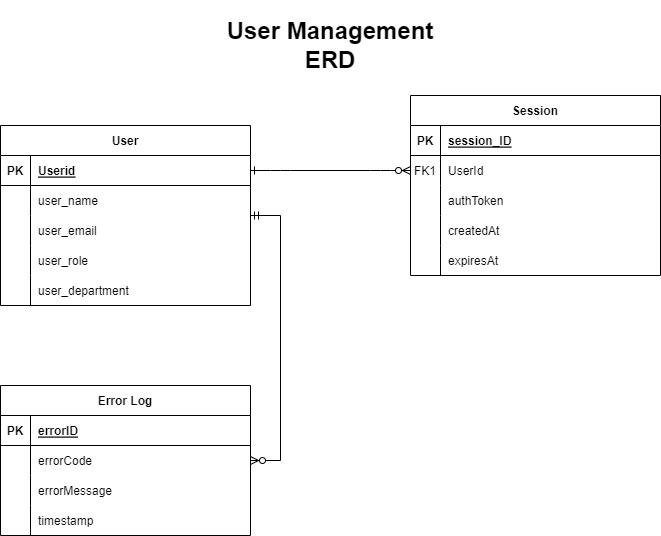 User Management
ERD
User
PK Userid
user_name
user_email
user_role
user_department
Session
PK session_ID
FK1 UserId
authToken
createdAt
expiresAt
Error Log
PK errorID
errorCode
errorMessage
timestamp